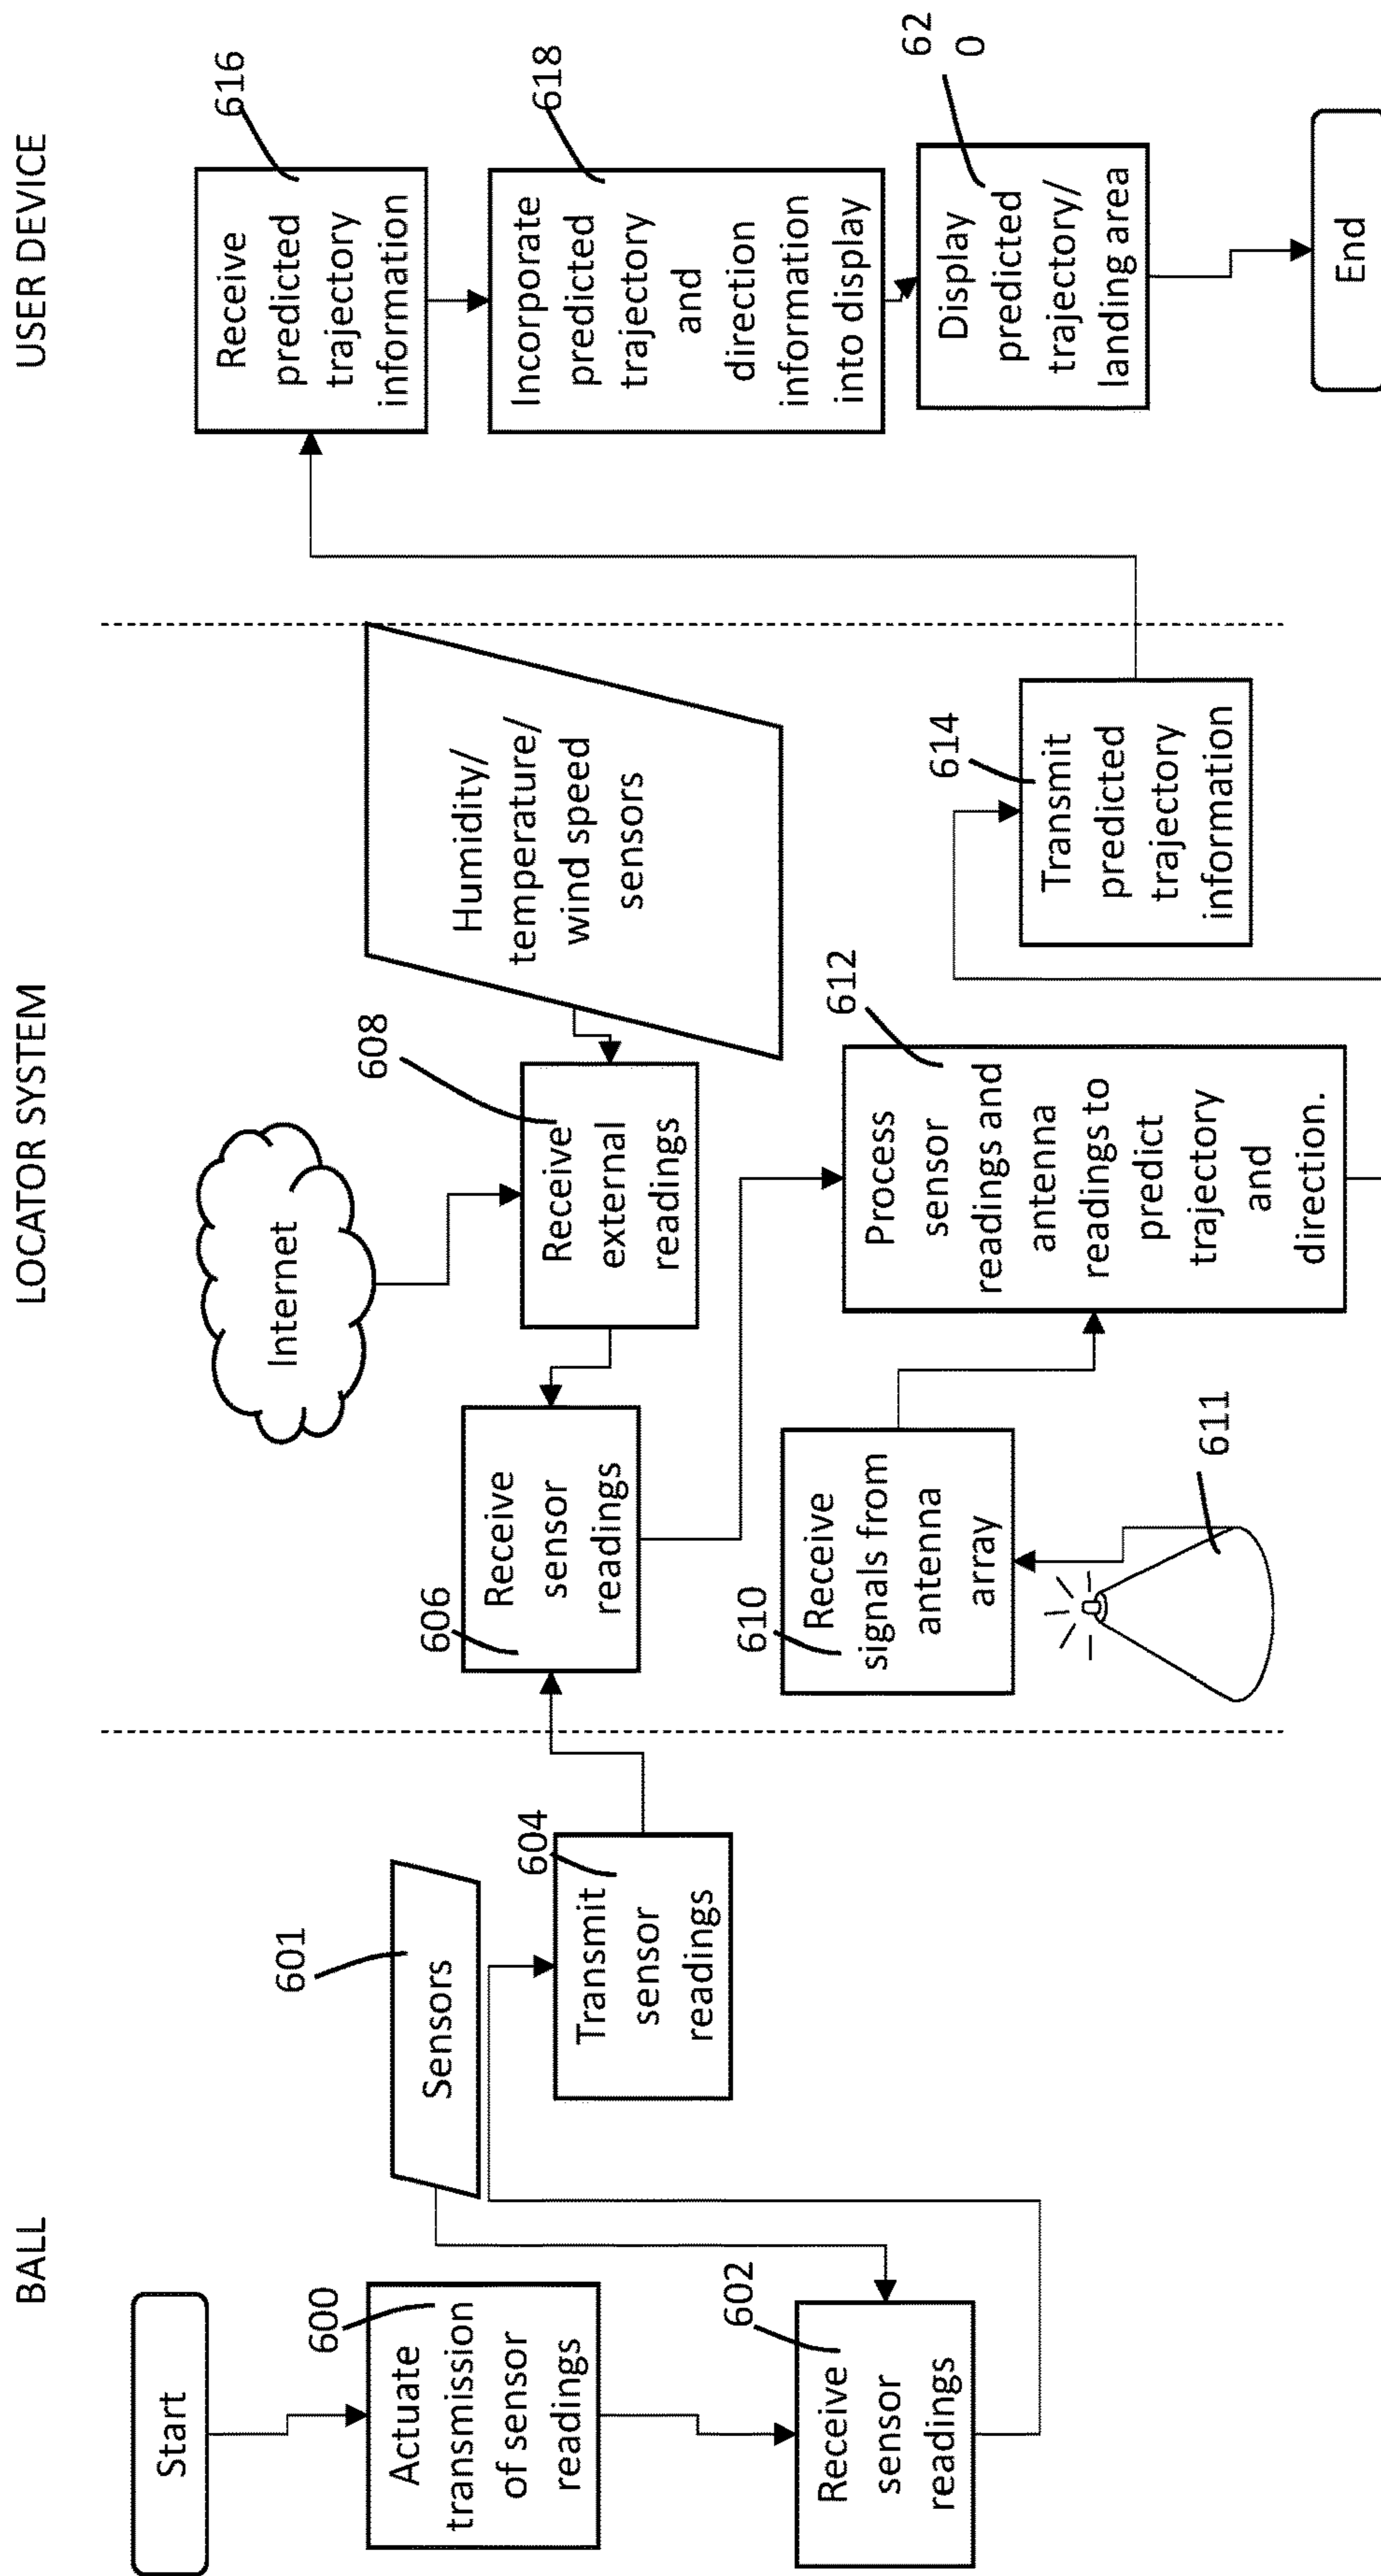 BALL
Start
600
Actuate
transmission
of sensor
readings
601
Sensors
602
Receive
sensor
readings
604
Transmit
sensor
readings
LOCATOR SYSTEM
Internet
606
Receive
sensor
readings
608
Receive
external
readings
Humidity/
temperature/
wind speed
sensors
610
Receive
signals from
antenna
array
611
612
Process
sensor
readings and
antenna
readings to
predict
trajectory
and
direction.
614
Transmit
predicted
trajectory
information
USER DEVICE
616
Receive
predicted
trajectory
information
618
Incorporate
predicted
trajectory
and
direction
information
into display
62
0
Display
predicted
trajectory/
landing area
End